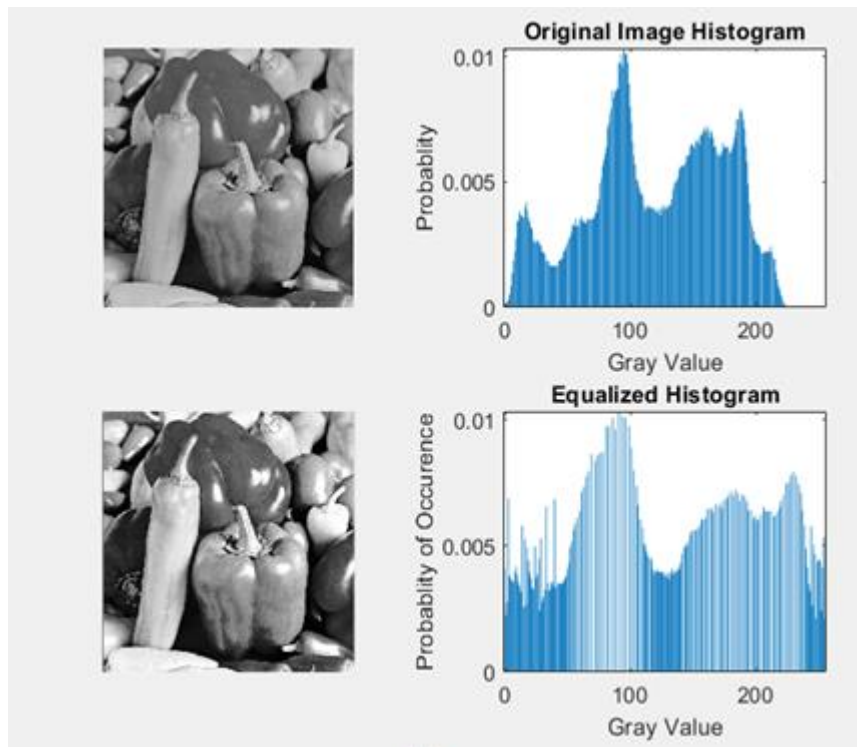 Original Image Histogram
0.01
0.005
0
Probablity
0 100 200
Gray Value
Equalized Histogram
0.01
0.005
0
Probablity of Occurence
0 100 200
Gray Value